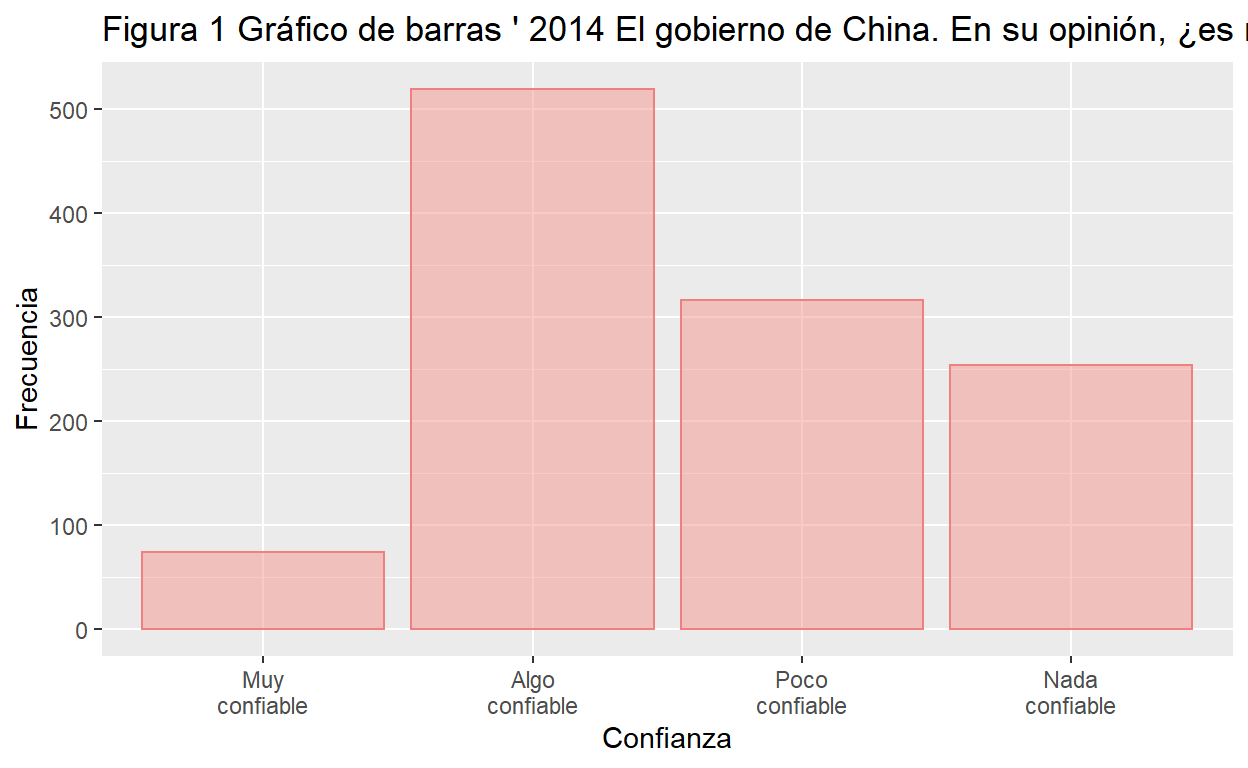 Figura 1 Gráfico de barras ' 2014 El gobierno de China. En su opinión, ¿es
Frecuencia
500
400
300
200
100
0
Muy confiable
Algo confiable
Poco confiable
Nada confiable
Confianza